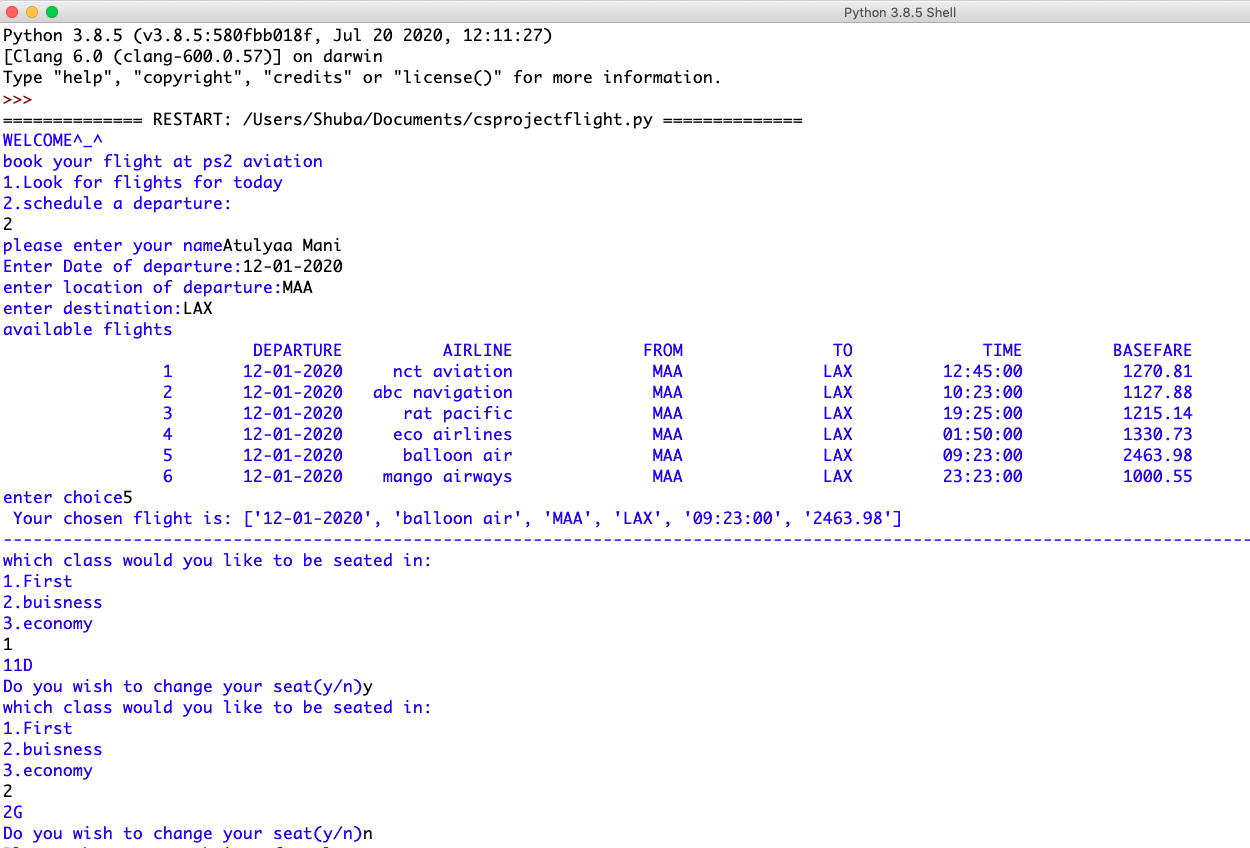 Python 3.8.5 Shell
Python 3.8.5 (v3.8.5:580fbb018f, Jul 20 2020, 12:11:27)
[Clang 6.0 (clang-600.0.57)] on darwin
Type "help", "copyright", "credits" or "license()" for more information.
>>>
============== RESTART: /Users/Shuba/Documents/csprojectflight.py ==============
WELCOME^_^
book your flight at ps2 aviation
1.Look for flights for today
2.schedule a departure:
2
please enter your nameAtulyaa Mani
Enter Date of departure:12-01-2020
enter location of departure:MAA
enter destination:LAX
available flights
DEPARTURE AIRLINE FROM TO TIME BASEFARE
1 12-01-2020 nct aviation MAA LAX 12:45:00 1270.81
2 12-01-2020 abc navigation MAA LAX 10:23:00 1127.88
3 12-01-2020 rat pacific MAA LAX 19:25:00 1215.14
4 12-01-2020 eco airlines MAA LAX 01:50:00 1330.73
5 12-01-2020 balloon air MAA LAX 09:23:00 2463.98
6 12-01-2020 mango airways MAA LAX 23:23:00 1000.55
enter choice5
Your chosen flight is: ['12-01-2020', 'balloon air', 'MAA', 'LAX', '09:23:00', '2463.98']
-----------------------------------------------------------------------------------------------------------------------------
which class would you like to be seated in:
1.First
2.buisness
3.economy
1
11D
Do you wish to change your seat(y/n)y
which class would you like to be seated in:
1.First
2.buisness
3.economy
2
2G
Do you wish to change your seat(y/n)n